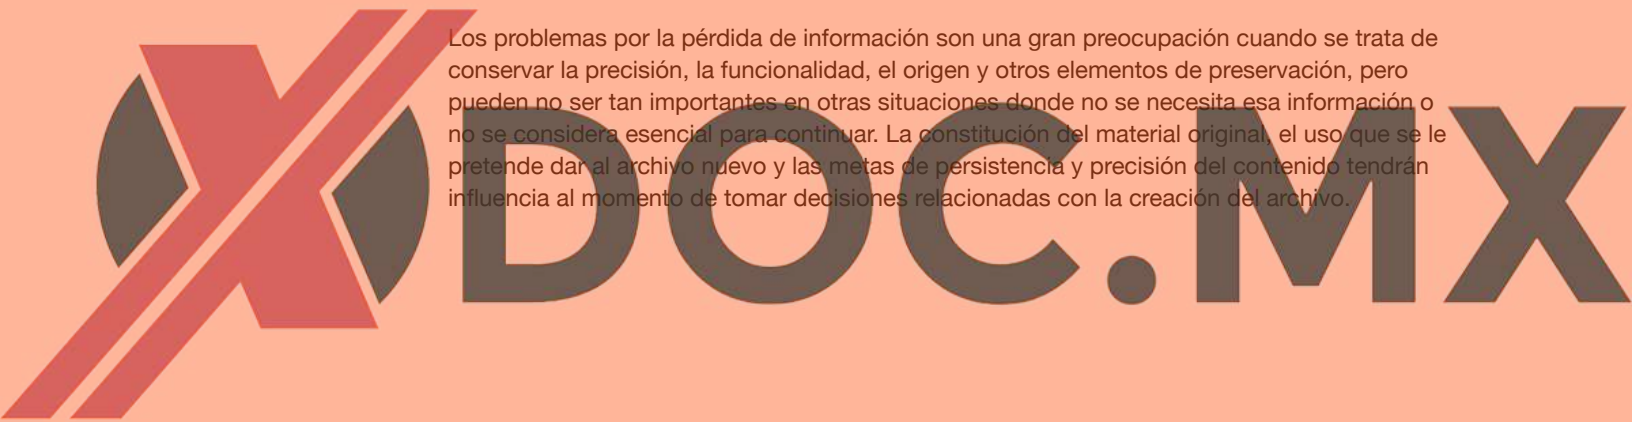 Los problemas por la pérdida de información son una gran preocupación cuando se trata de
conservar la precisión, la funcionalidad, el origen y otros elementos de preservación, pero
pueden no ser tan importantes en otras situaciones donde no se necesita esa información o
no se considera esencial para continuar. La constitución del material original, el uso que se le
pretende dar al archivo nuevo y las metas de persistencia y precisión del contenido tendrán
influencia al momento de tomar decisiones relacionadas con la creación del archivo.
XDOC.MX